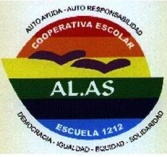 AUTO AYUDA - AUTO RESPONSABILIDAD
COOPERATIVA ESCOLAR
AL.AS
ESCUELA 1212
DEMOCRACIA - IGUALDAD - EQUIDAD - SOLIDARIDAD